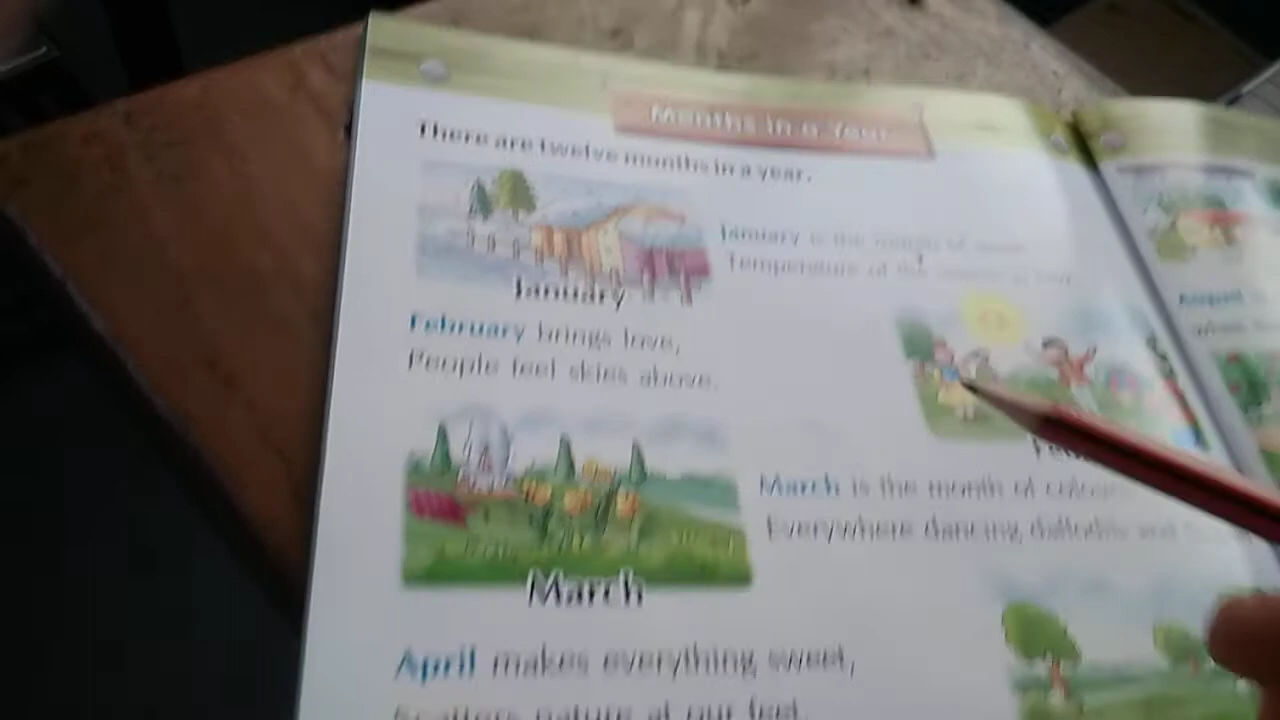 Months in a Year
There are twelve months in a year.
January is the month of
Temperature at the
January
February brings love,
People feel skies above.
March is the month of
Everywhere dancing daffodils and
March
April makes everything sweet,
Scatters nature at our feet.
August